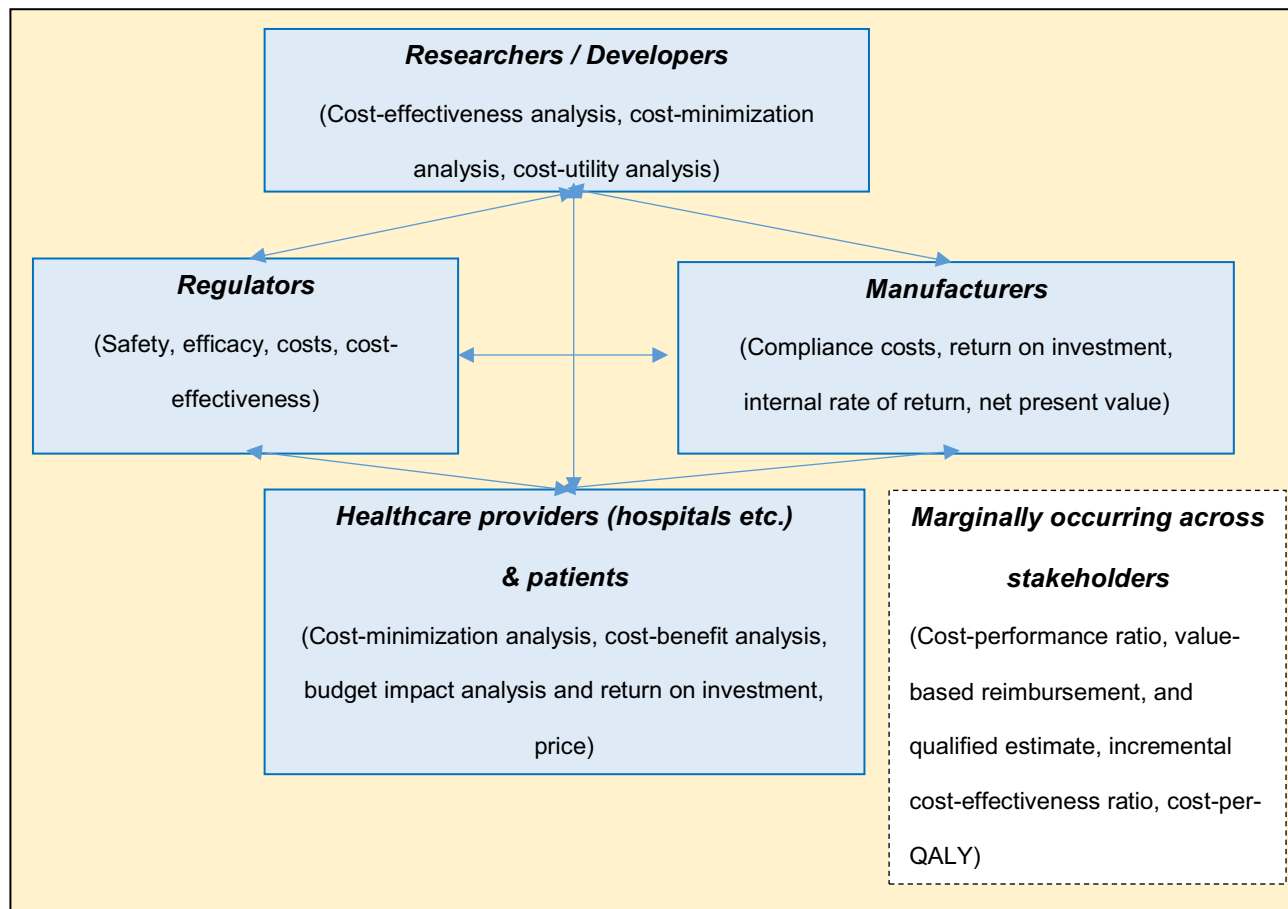 Researchers / Developers
(Cost-effectiveness analysis, cost-minimization
analysis, cost-utility analysis)
Regulators
(Safety, efficacy, costs, cost-
effectiveness)
Manufacturers
(Compliance costs, return on investment,
internal rate of return, net present value)
Healthcare providers (hospitals etc.)
& patients
(Cost-minimization analysis, cost-benefit analysis,
budget impact analysis and return on investment,
price)
Marginally occurring across
stakeholders
(Cost-performance ratio, value-
based reimbursement, and
qualified estimate, incremental
cost-effectiveness ratio, cost-per-
QALY)